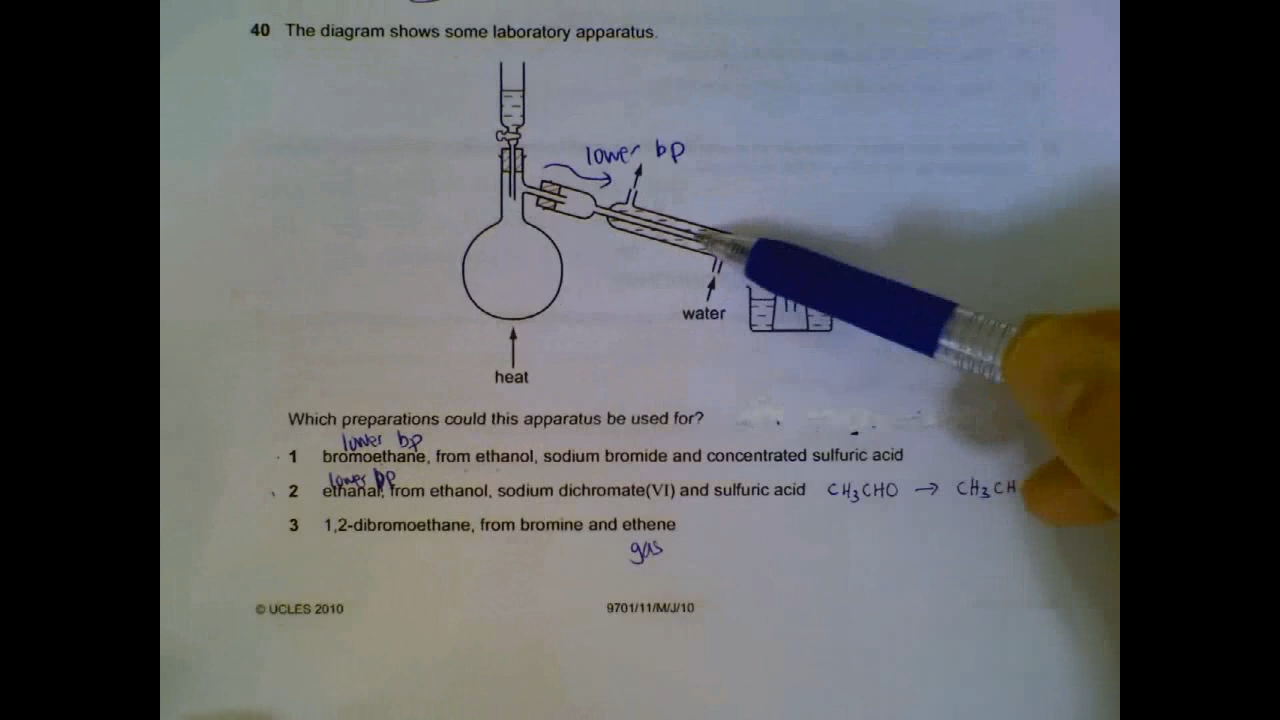 40 The diagram shows some laboratory apparatus.
lower bp
water
heat
Which preparations could this apparatus be used for?
lower bp
1 bromoethane, from ethanol, sodium bromide and concentrated sulfuric acid
lower bp
2 ethanal, from ethanol, sodium dichromate(VI) and sulfuric acid CH₃CHO → CH₃CH
3 1,2-dibromoethane, from bromine and ethene
gas
© UCLES 2010 9701/11/M/J/10